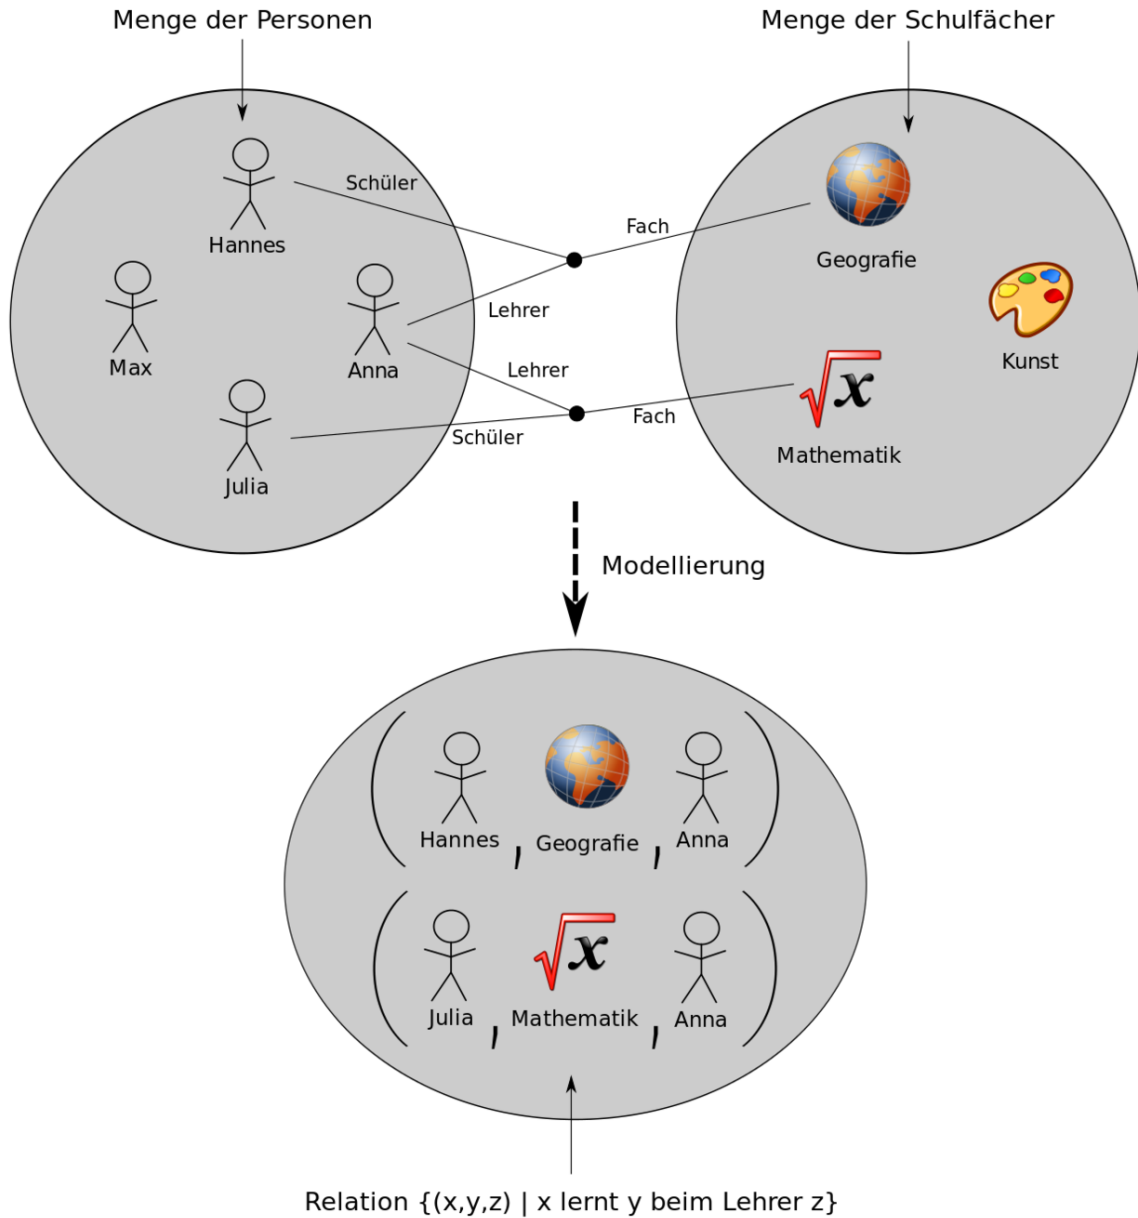 Menge der Personen
Menge der Schulfächer
Schüler
Fach
Hannes
Geografie
Lehrer
Max
Anna
Lehrer
Kunst
x
Fach
Schüler
Mathematik
Julia
Modellierung
( Hannes , Geografie , Anna )
x
( Julia , Mathematik , Anna )
Relation {(x,y,z) | x lernt y beim Lehrer z}